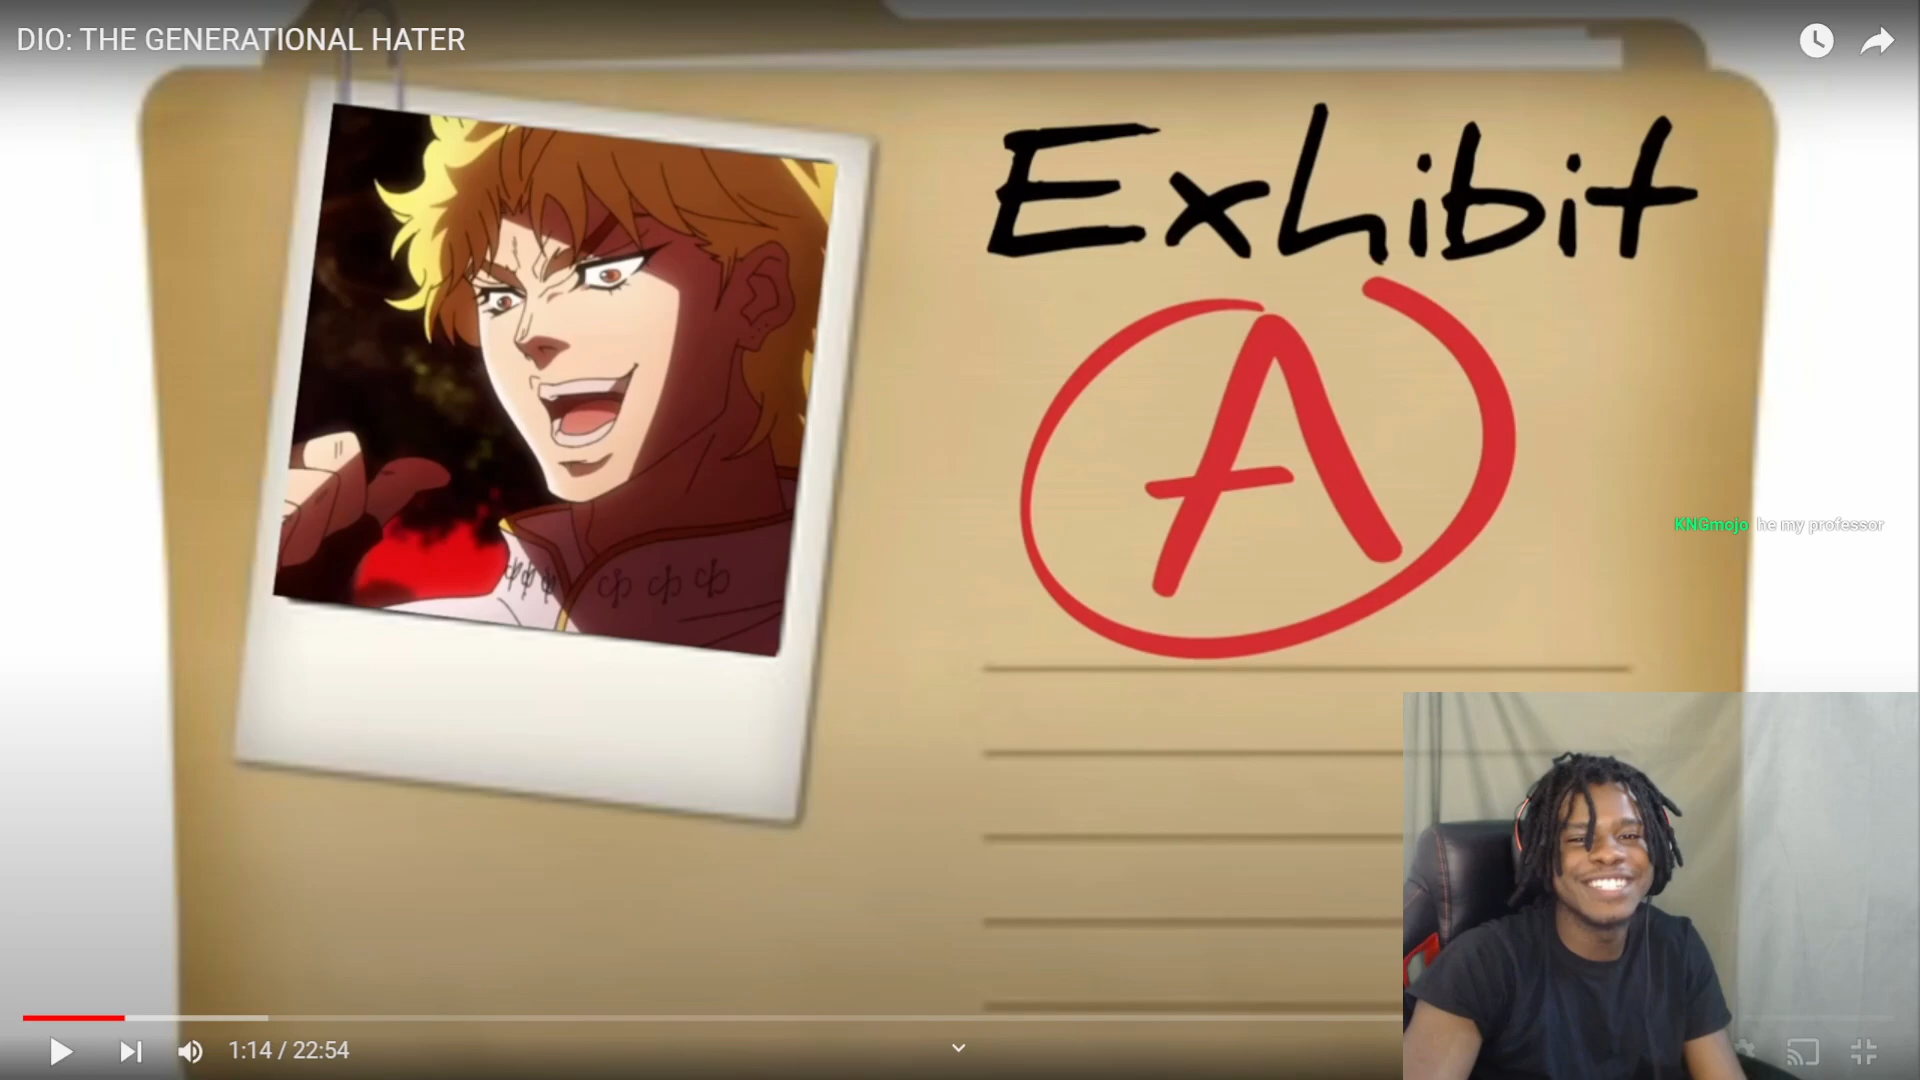 DIO: THE GENERATIONAL HATER
Exhibit
A
KNGmojo he my professor
1:14 / 22:54